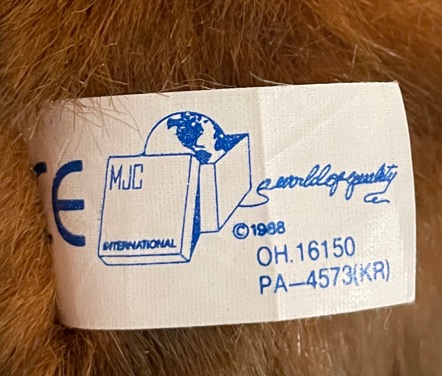 CE
MJC
INTERNATIONAL
a world of quality
©1988
OH.16150
PA-4573(KR)